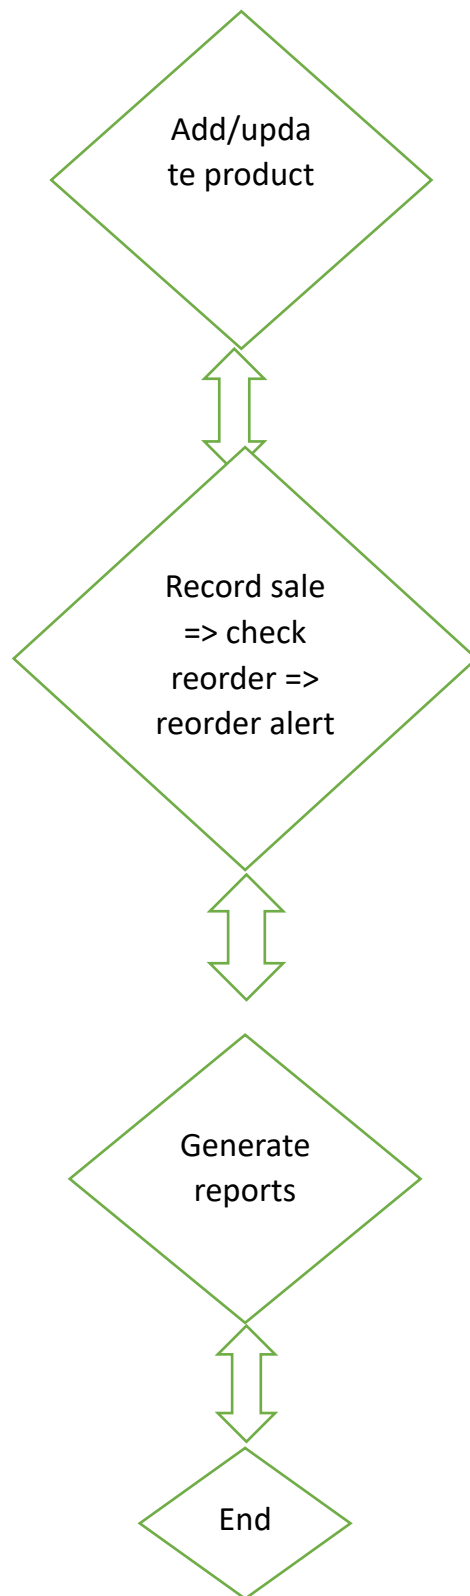 Add/upda
te product
Record sale
=> check
reorder =>
reorder alert
Generate
reports
End